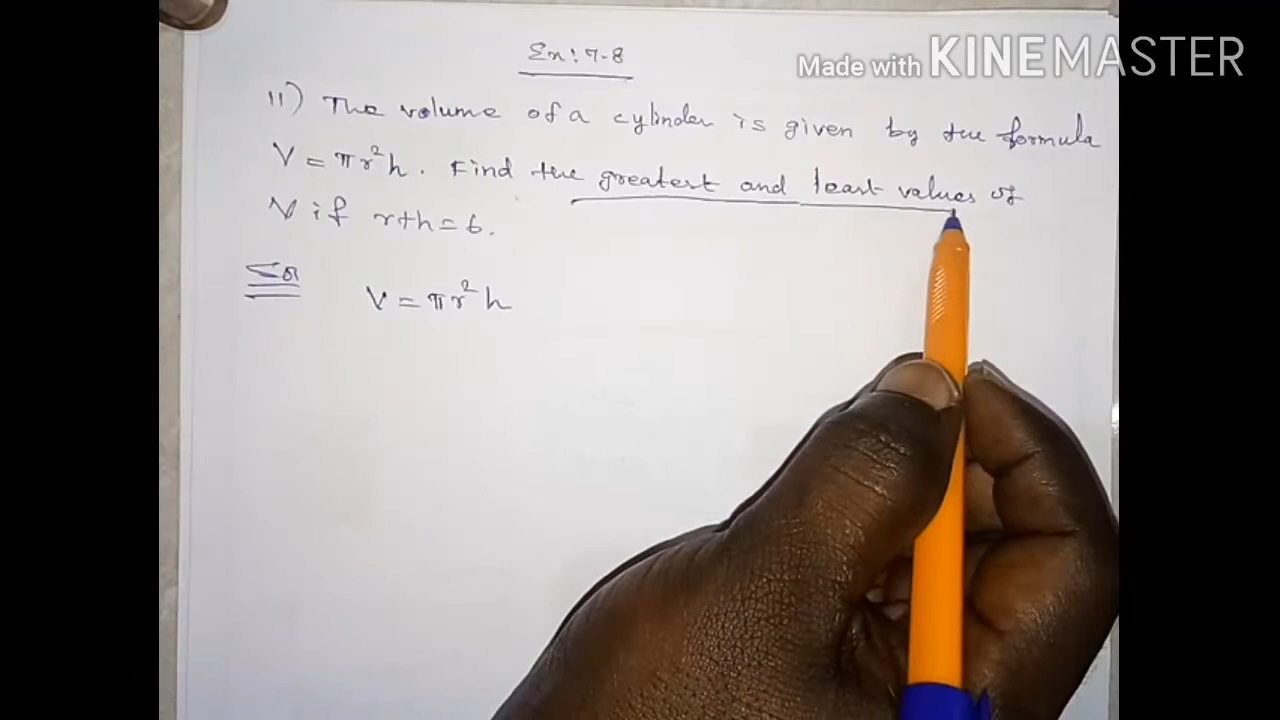 Made with KINEMASTER
Ex: 7.8
11) The volume of a cylinder is given by the formula
V = πr²h. Find the greatest and least values of
V if r+h=6.
Sol
V = πr²h